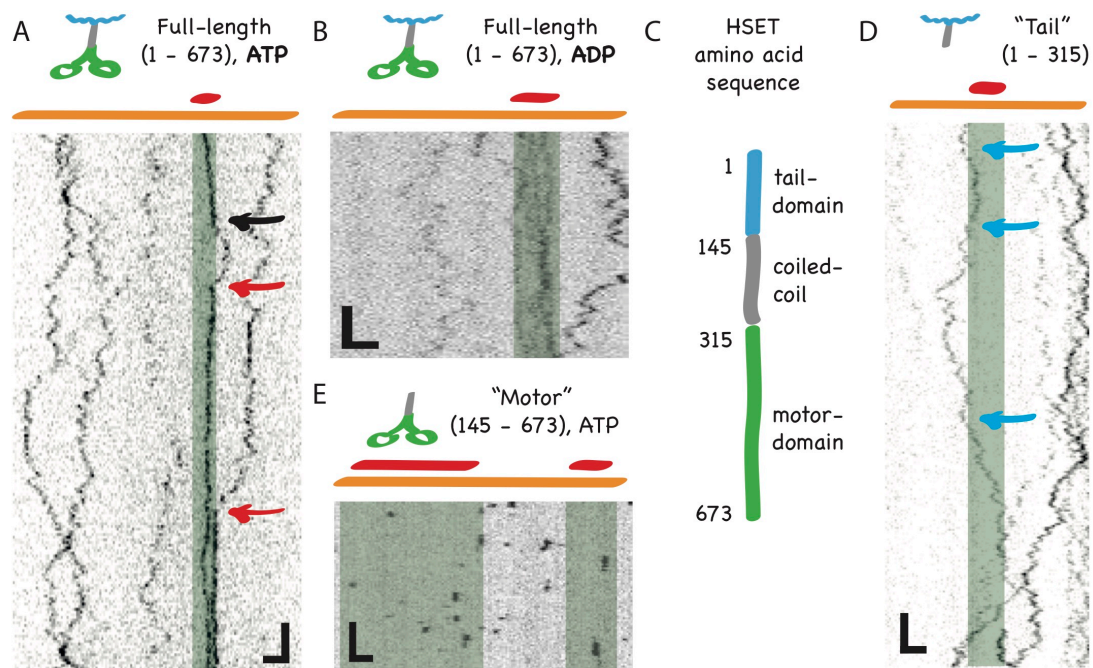 A
Full-length
(1 – 673), ATP
B
Full-length
(1 – 673), ADP
C
HSET
amino acid
sequence
1
tail-
domain
145
coiled-
coil
315
motor-
domain
673
D
“Tail”
(1 – 315)
E
“Motor”
(145 – 673), ATP